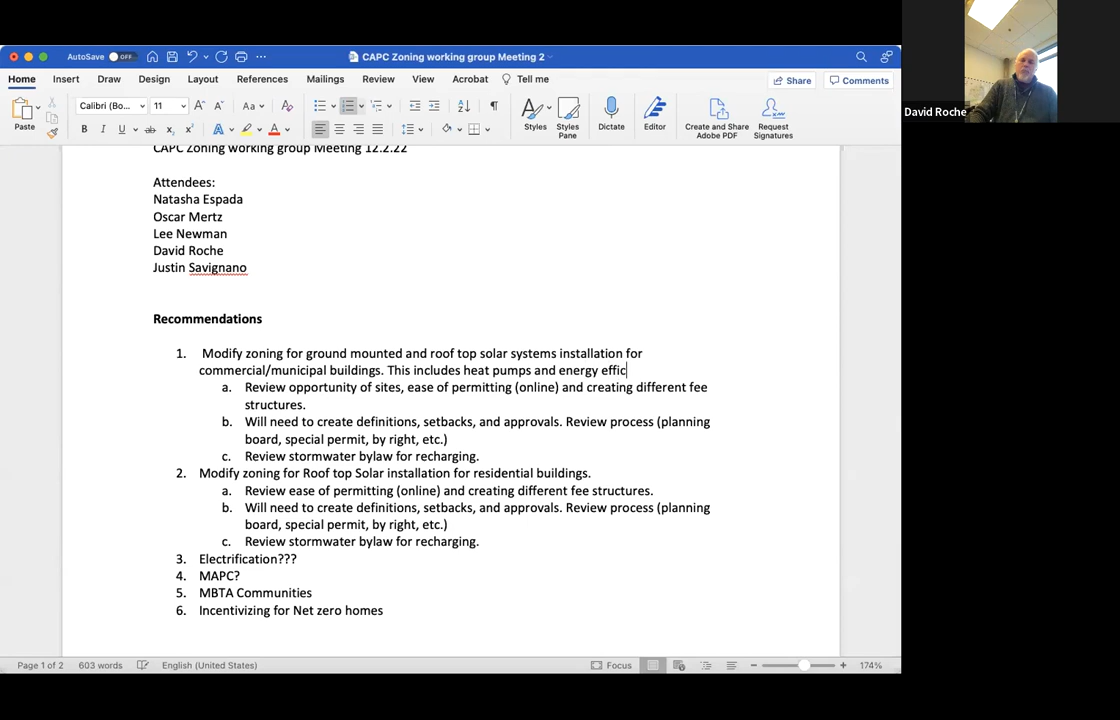 AutoSave OFF
CAPC Zoning working group Meeting 2
David Roche
Home Insert Draw Design Layout References Mailings Review View Acrobat Tell me
Share Comments
Paste
Calibri (Bo... 11
Aa
B I U ab x₂ x² A A
Styles
Styles Pane
Dictate
Editor
Create and Share Adobe PDF
Request Signatures
CAPC Zoning working group Meeting 12.2.22
Attendees:
Natasha Espada
Oscar Mertz
Lee Newman
David Roche
Justin Savignano
Recommendations
1. Modify zoning for ground mounted and roof top solar systems installation for
commercial/municipal buildings. This includes heat pumps and energy effic
a. Review opportunity of sites, ease of permitting (online) and creating different fee
structures.
b. Will need to create definitions, setbacks, and approvals. Review process (planning
board, special permit, by right, etc.)
c. Review stormwater bylaw for recharging.
2. Modify zoning for Roof top Solar installation for residential buildings.
a. Review ease of permitting (online) and creating different fee structures.
b. Will need to create definitions, setbacks, and approvals. Review process (planning
board, special permit, by right, etc.)
c. Review stormwater bylaw for recharging.
3. Electrification???
4. MAPC?
5. MBTA Communities
6. Incentivizing for Net zero homes
Page 1 of 2 603 words English (United States) Focus 174%